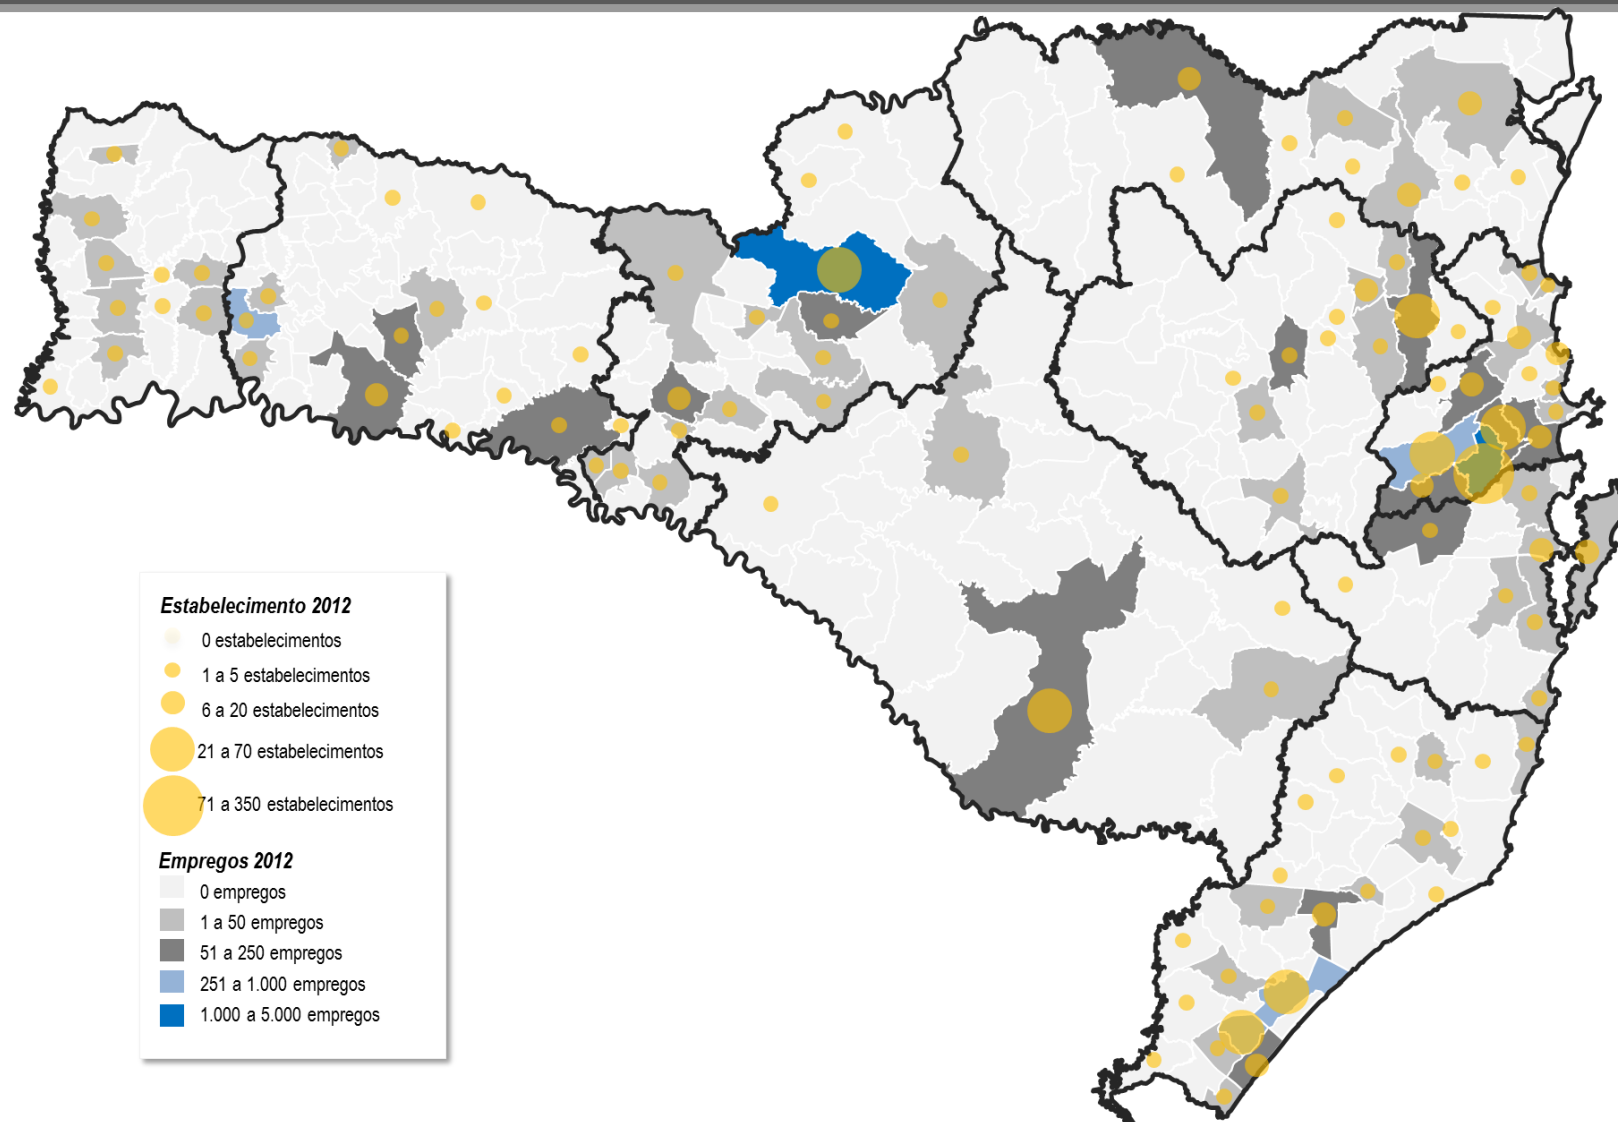 Estabelecimento 2012
0 estabelecimentos
1 a 5 estabelecimentos
6 a 20 estabelecimentos
21 a 70 estabelecimentos
71 a 350 estabelecimentos
Empregos 2012
0 empregos
1 a 50 empregos
51 a 250 empregos
251 a 1.000 empregos
1.000 a 5.000 empregos